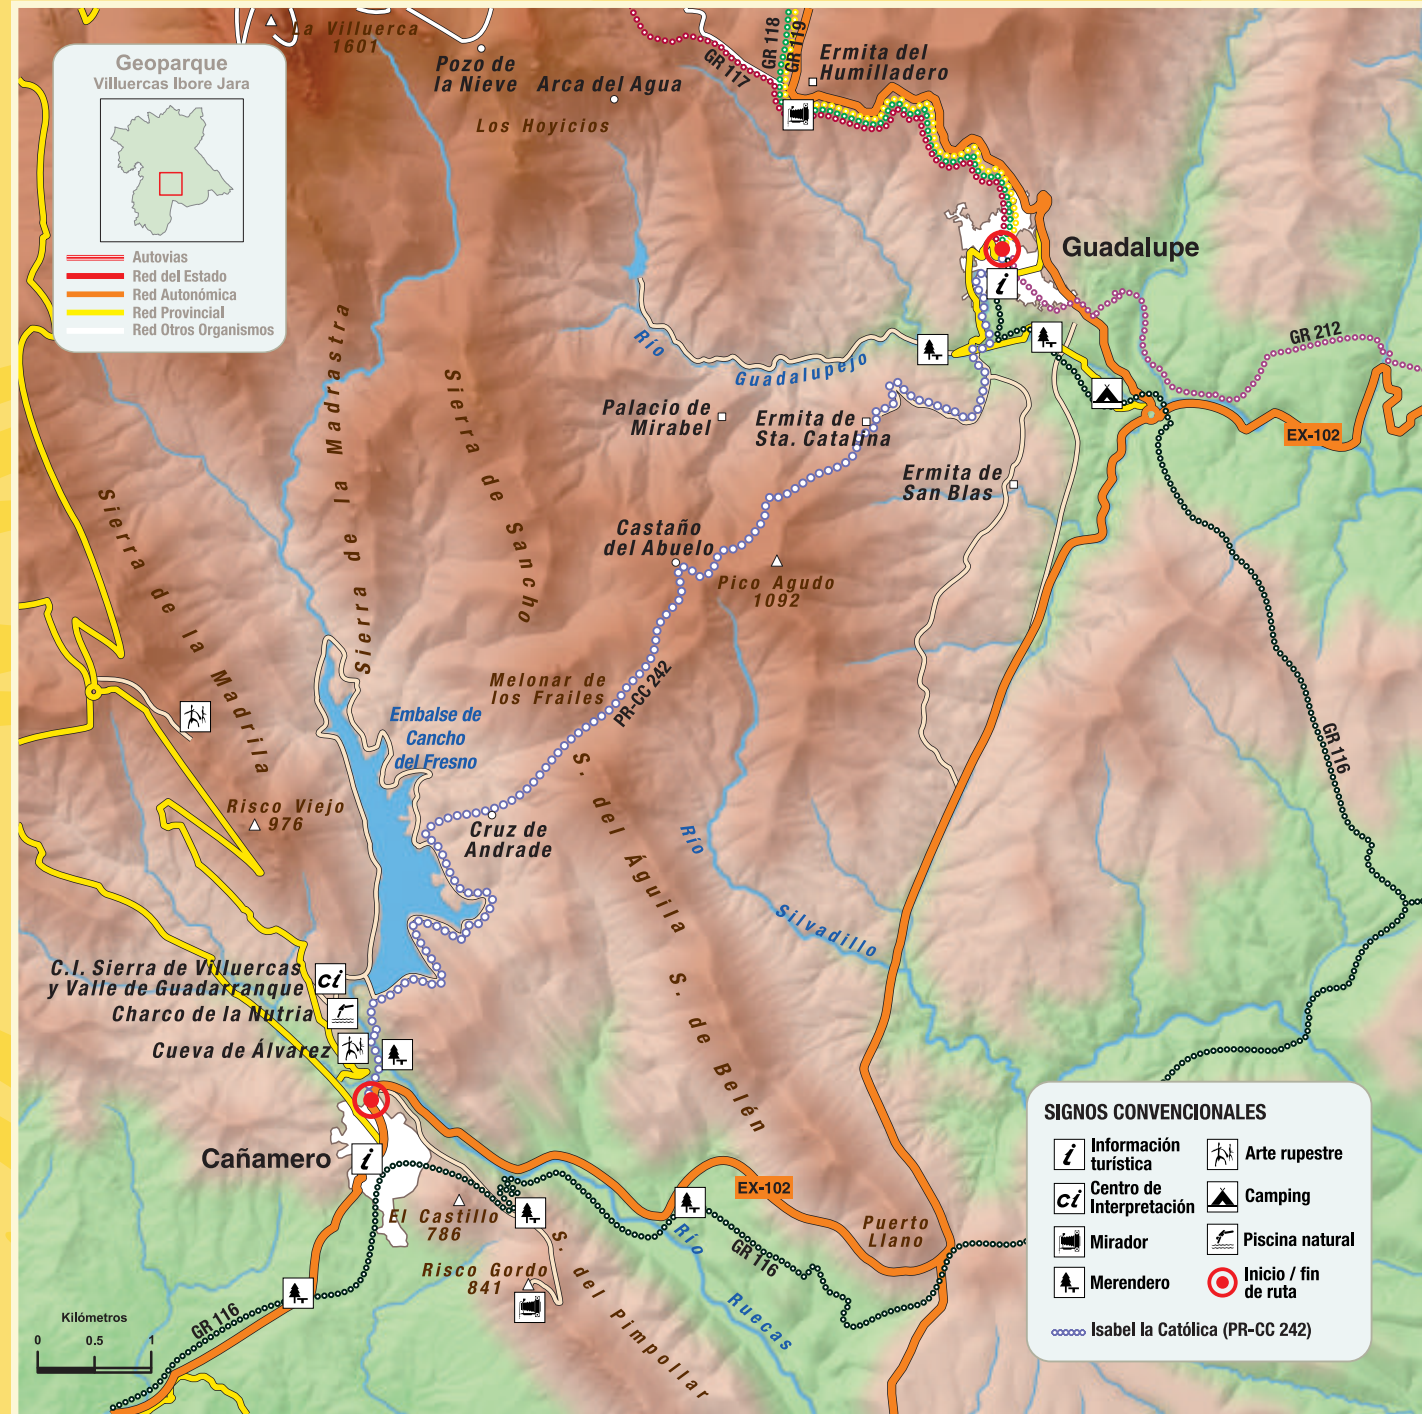 Geoparque
Villuercas Ibore Jara
Autovias
Red del Estado
Red Autonómica
Red Provincial
Red Otros Organismos
La Villuerca
1601
Pozo de
la Nieve
Arca del Agua
Los Hoyicios
GR 117
GR 118
GR 119
Ermita del
Humilladero
Guadalupe
GR 212
EX-102
Río
Guadalupejo
Palacio de
Mirabel
Ermita de
Sta. Catalina
Ermita de
San Blas
Sierra de la Madrastra
Sierra de Sancho
Sierra de la Madrila
Castaño
del Abuelo
Pico Agudo
1092
Melonar de
los Frailes
PR-CC 242
Embalse de
Cancho
del Fresno
Risco Viejo
976
Cruz de
Andrade
S. del Águila
Río
Silvadillo
GR 116
S. de Belén
C.I. Sierra de Villuercas
y Valle de Guadarranque
ci
Charco de la Nutria
Cueva de Álvarez
Cañamero
i
i
El Castillo
786
Risco Gordo
841
S. del Pimpollar
EX-102
Río
Ruecas
GR 116
Puerto
Llano
GR 116
Kilómetros
0 0.5 1
SIGNOS CONVENCIONALES
i Información
turística
ci Centro de
Interpretación
Mirador
Merendero
Arte rupestre
Camping
Piscina natural
Inicio / fin
de ruta
Isabel la Católica (PR-CC 242)